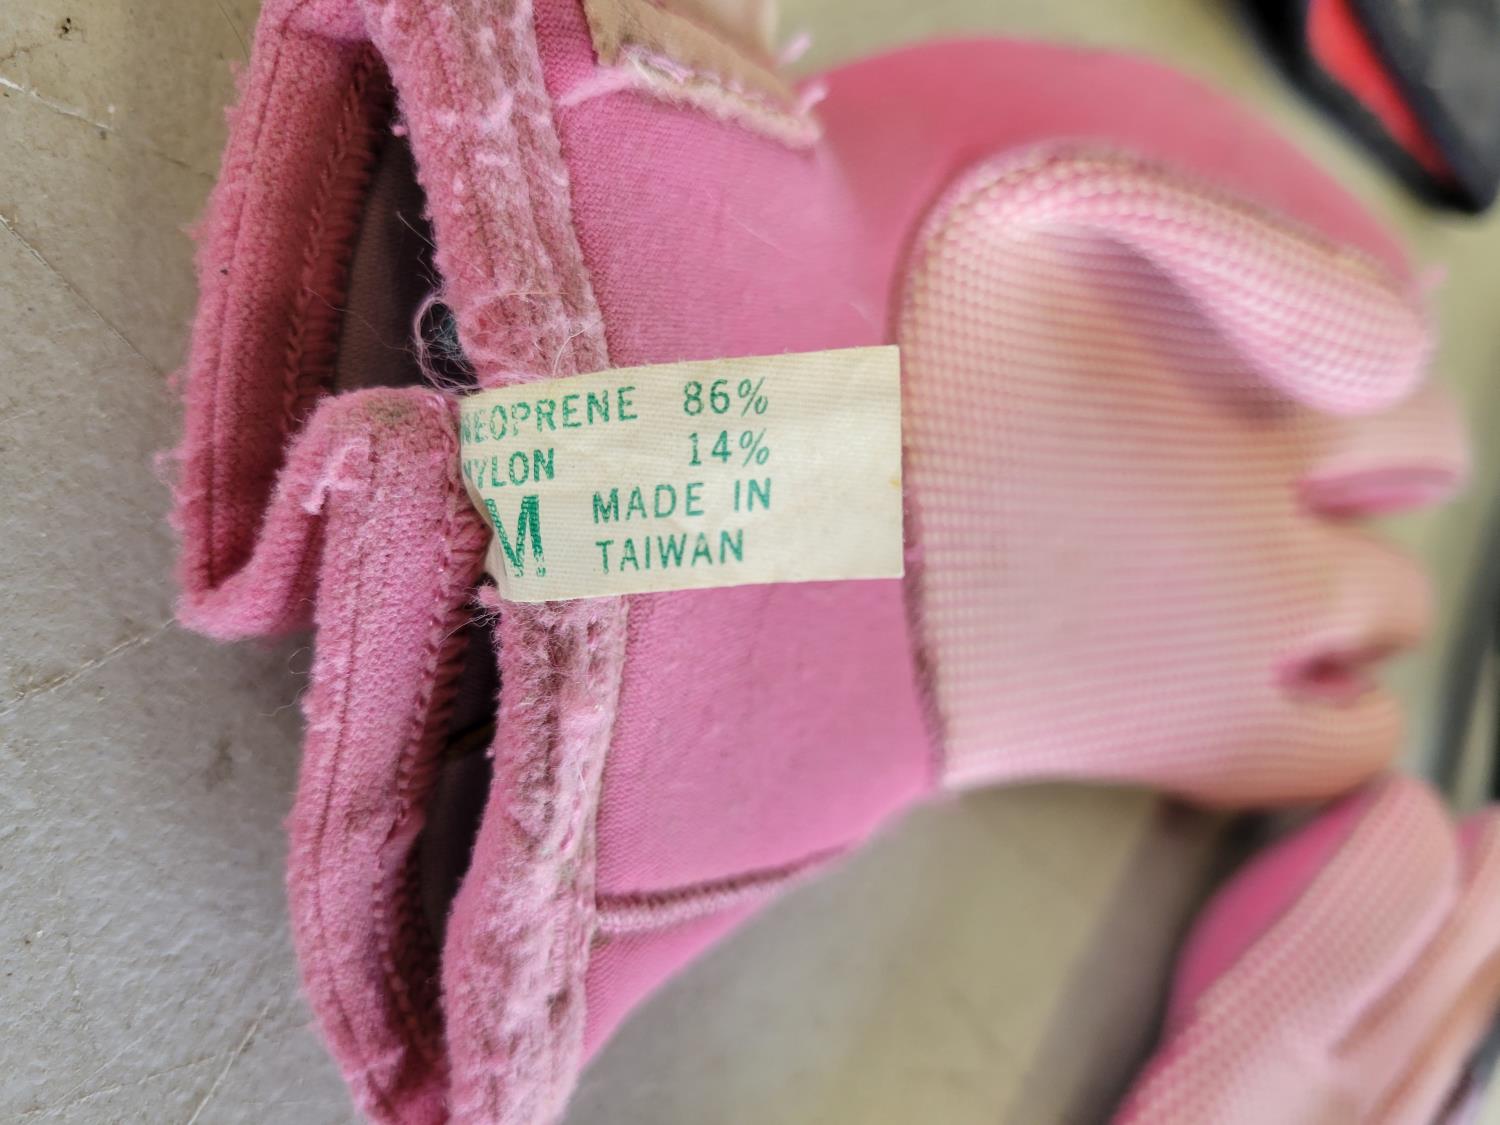 NEOPRENE 86%
NYLON 14%
M MADE IN
TAIWAN